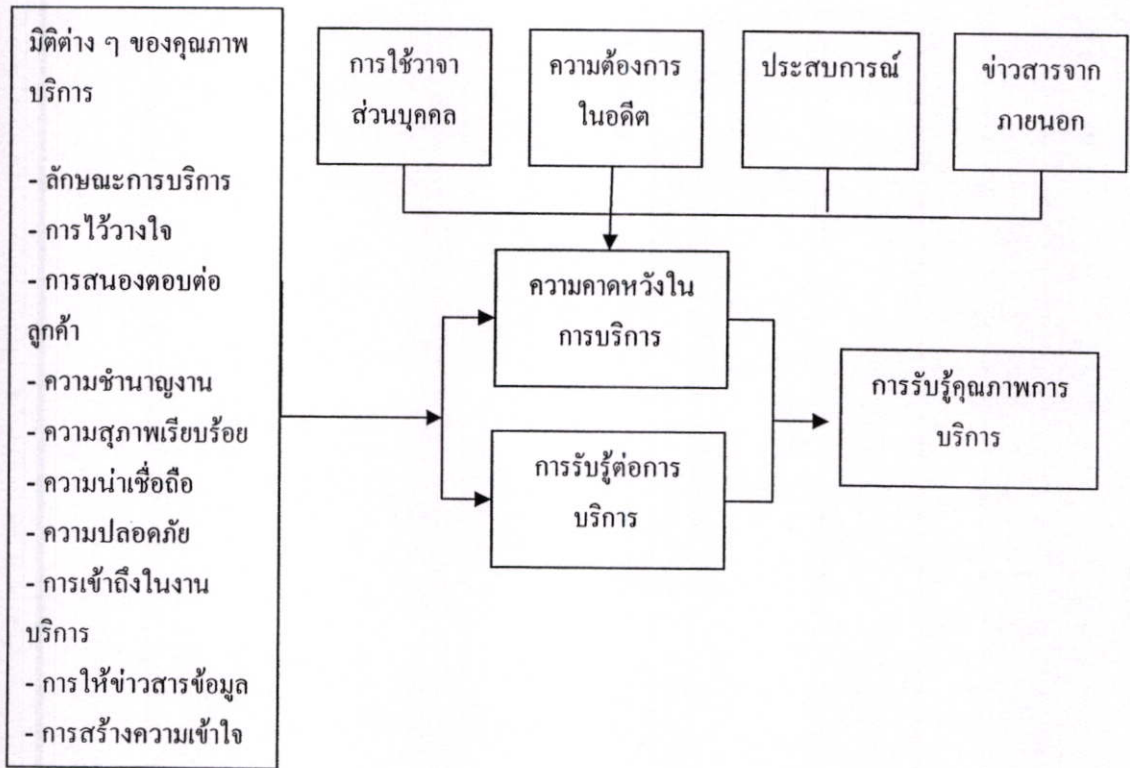 มิติต่าง ๆ ของคุณภาพ
บริการ
- ลักษณะการบริการ
- การไว้วางใจ
- การสนองตอบต่อ
ลูกค้า
- ความชำนาญงาน
- ความสุภาพเรียบร้อย
- ความน่าเชื่อถือ
- ความปลอดภัย
- การเข้าถึงในงาน
บริการ
- การให้ข่าวสารข้อมูล
- การสร้างความเข้าใจ
การใช้วาจา
ส่วนบุคคล
ความต้องการ
ในอดีต
ประสบการณ์
ข่าวสารจาก
ภายนอก
ความคาดหวังใน
การบริการ
การรับรู้ต่อการ
บริการ
การรับรู้คุณภาพการ
บริการ